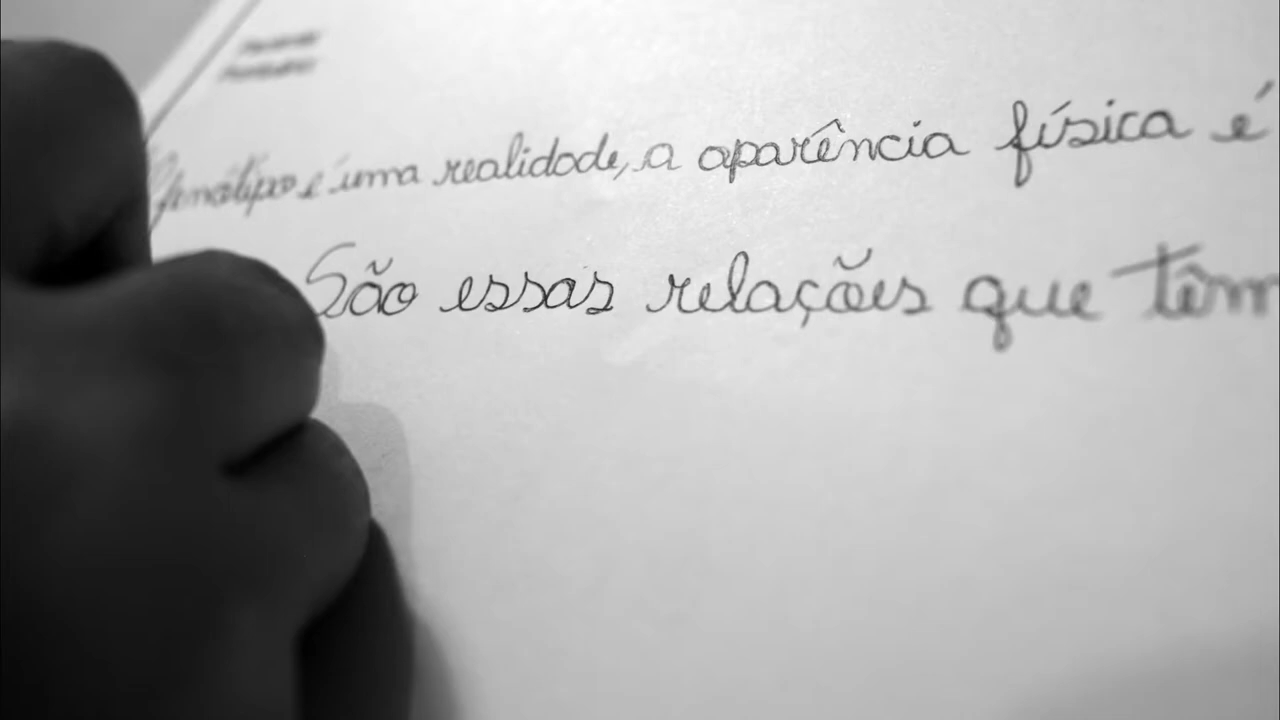 fenótipo é uma realidade, a aparência física é
São essas relações que têm